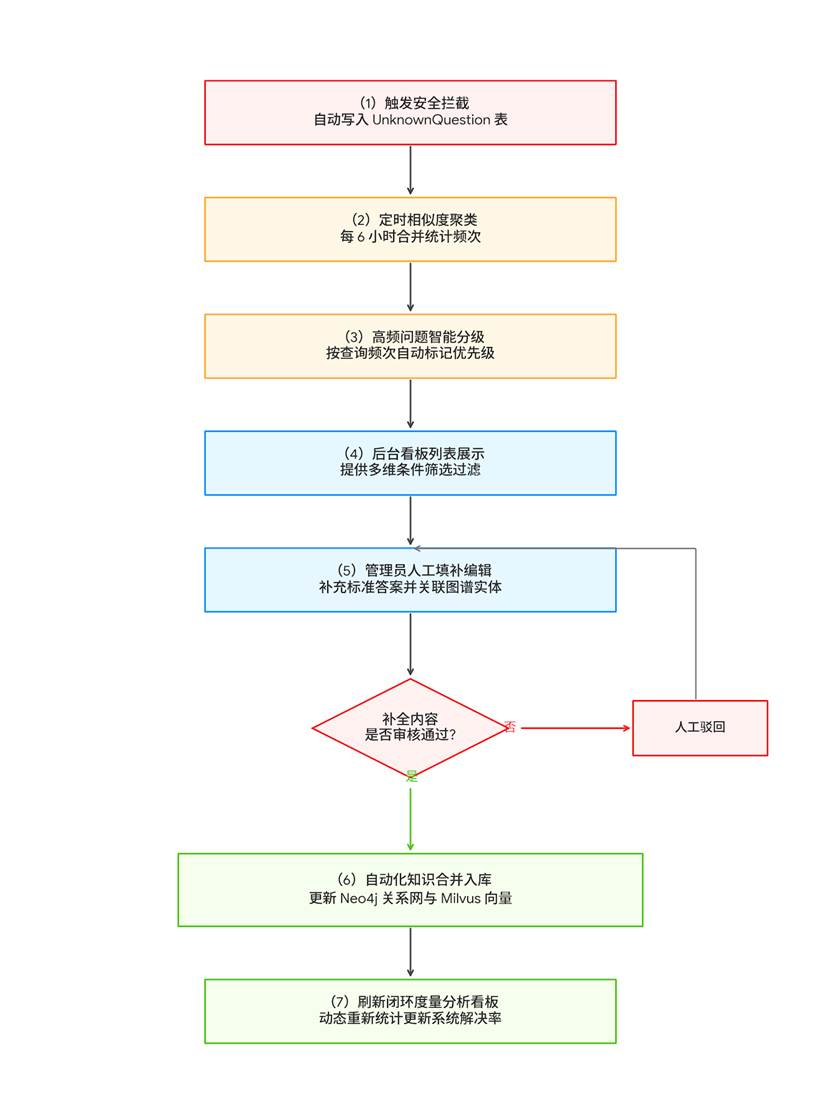 （1）触发安全拦截
自动写入 UnknownQuestion 表
（2）定时相似度聚类
每 6 小时合并统计频次
（3）高频问题智能分级
按查询频次自动标记优先级
（4）后台看板列表展示
提供多维条件筛选过滤
（5）管理员人工填补编辑
补充标准答案并关联图谱实体
补全内容
是否审核通过？
否
人工驳回
是
（6）自动化知识合并入库
更新 Neo4j 关系网与 Milvus 向量
（7）刷新闭环度量分析看板
动态重新统计更新系统解决率